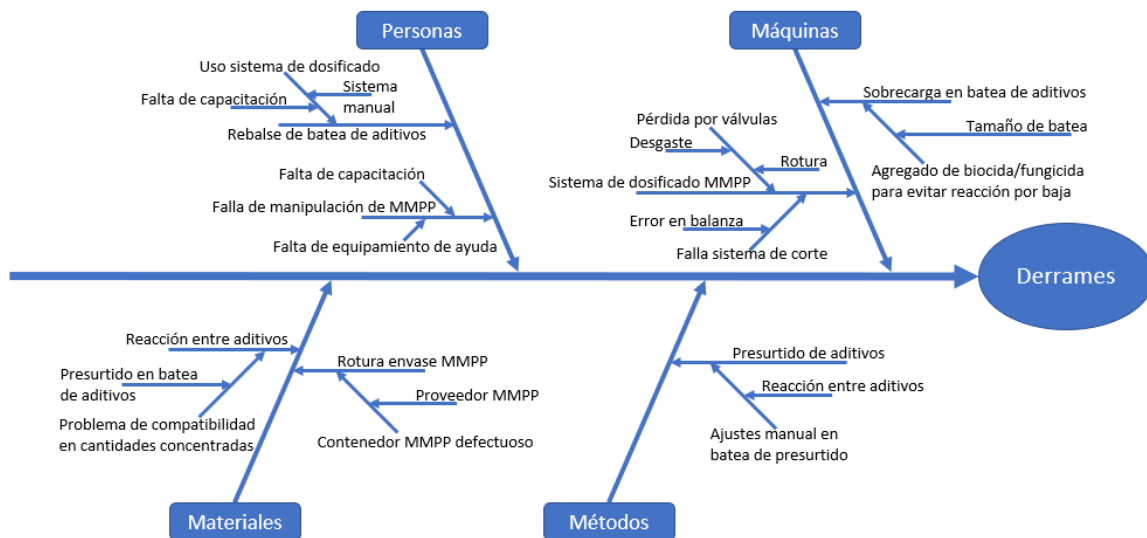 Personas
Máquinas
Uso sistema de dosificado
Sistema
manual
Falta de capacitación
Rebalse de batea de aditivos
Falta de capacitación
Falla de manipulación de MMPP
Falta de equipamiento de ayuda
Pérdida por válvulas
Desgaste
Rotura
Sistema de dosificado MMPP
Error en balanza
Falla sistema de corte
Sobrecarga en batea de aditivos
Tamaño de batea
Agregado de biocida/fungicida
para evitar reacción por baja
Derrames
Reacción entre aditivos
Presurtido en batea
de aditivos
Problema de compatibilidad
en cantidades concentradas
Rotura envase MMPP
Proveedor MMPP
Contenedor MMPP defectuoso
Presurtido de aditivos
Reacción entre aditivos
Ajustes manual en
batea de presurtido
Materiales
Métodos